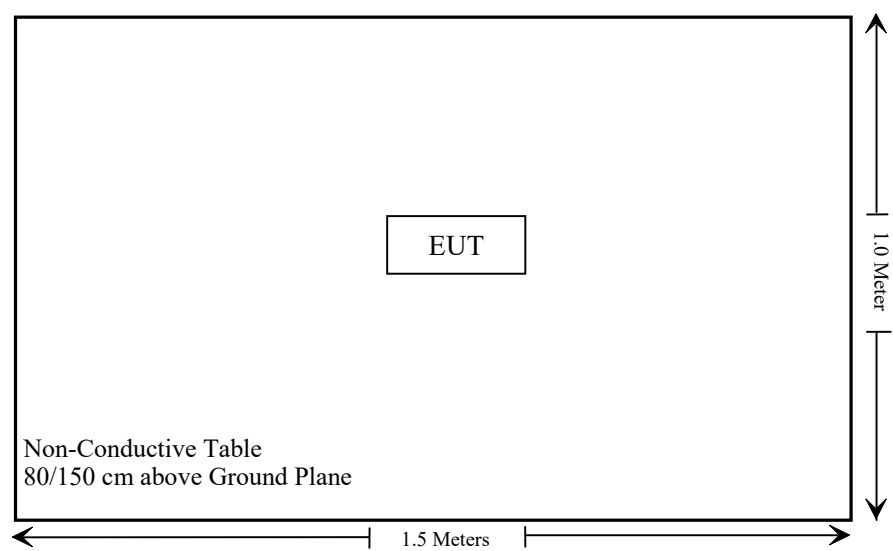 EUT
1.0 Meter
Non-Conductive Table
80/150 cm above Ground Plane
1.5 Meters